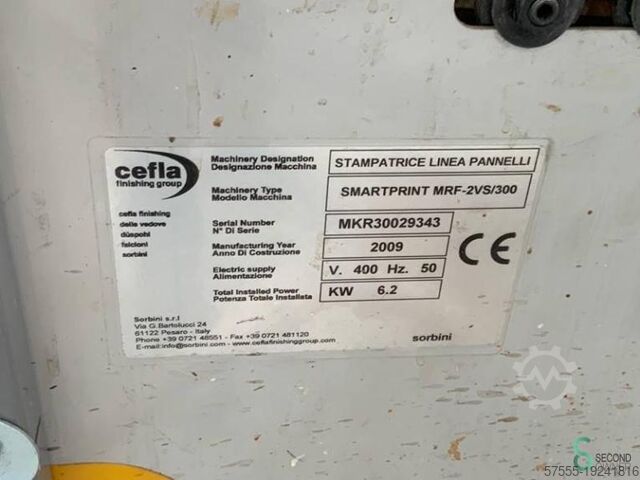 cefla
finishing group
cefla finishing
delle vedove
düspohl
falcioni
sorbini
Machinery Designation
Designazione Macchina
STAMPATRICE LINEA PANNELLI
Machinery Type
Modello Macchina
SMARTPRINT MRF-2VS/300
Serial Number
N° Di Serie
MKR30029343
Manufacturing Year
Anno Di Costruzione
2009
Electric supply
Alimentazione
V. 400 Hz. 50
Total Installed Power
Potenza Totale Installata
KW 6.2
CE
Sorbini s.r.l
Via G.Bartolucci 24
61122 Pesaro - Italy
Phone +39 0721 48551 - Fax +39 0721 481120
E-mail:info@sorbini.com - www.ceflafinishinggroup.com
sorbini
SECOND
57555-19241816